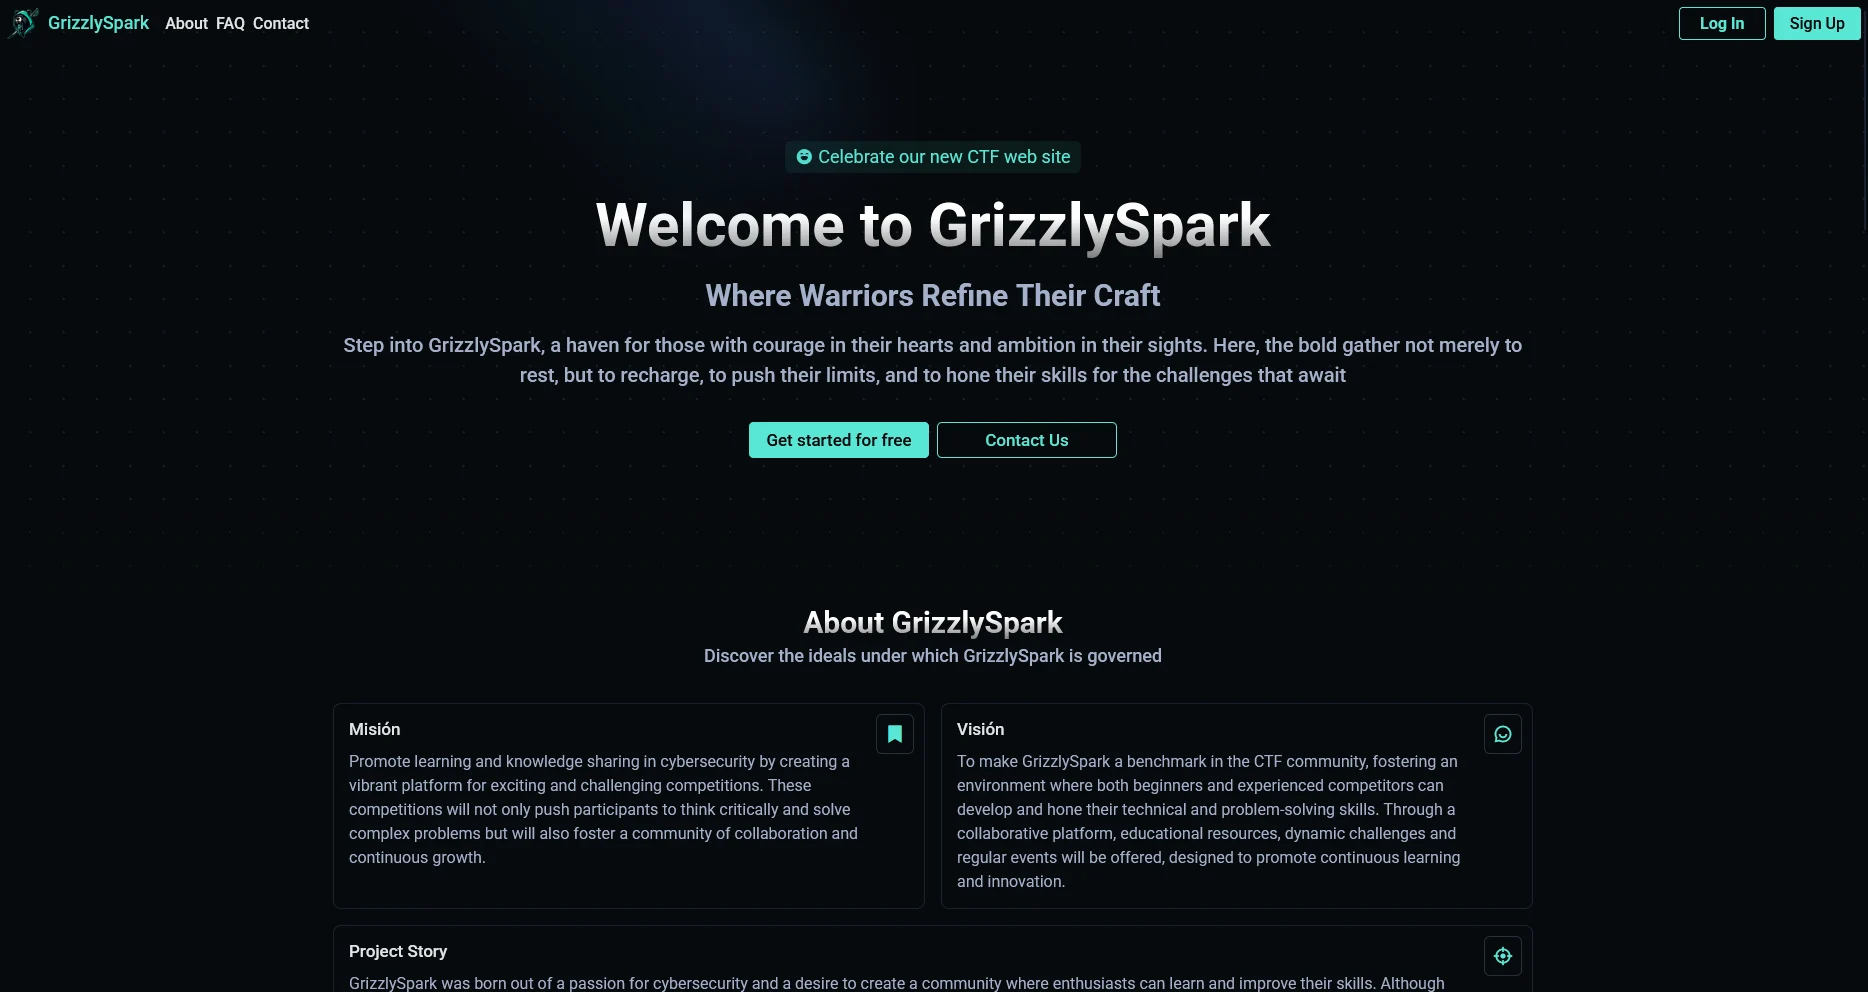 GrizzlySpark About FAQ Contact Log In Sign Up
Celebrate our new CTF web site
Welcome to GrizzlySpark
Where Warriors Refine Their Craft
Step into GrizzlySpark, a haven for those with courage in their hearts and ambition in their sights. Here, the bold gather not merely to
rest, but to recharge, to push their limits, and to hone their skills for the challenges that await
Get started for free Contact Us
About GrizzlySpark
Discover the ideals under which GrizzlySpark is governed
Misión
Promote learning and knowledge sharing in cybersecurity by creating a
vibrant platform for exciting and challenging competitions. These
competitions will not only push participants to think critically and solve
complex problems but will also foster a community of collaboration and
continuous growth.
Visión
To make GrizzlySpark a benchmark in the CTF community, fostering an
environment where both beginners and experienced competitors can
develop and hone their technical and problem-solving skills. Through a
collaborative platform, educational resources, dynamic challenges and
regular events will be offered, designed to promote continuous learning
and innovation.
Project Story
GrizzlySpark was born out of a passion for cybersecurity and a desire to create a community where enthusiasts can learn and improve their skills. Although